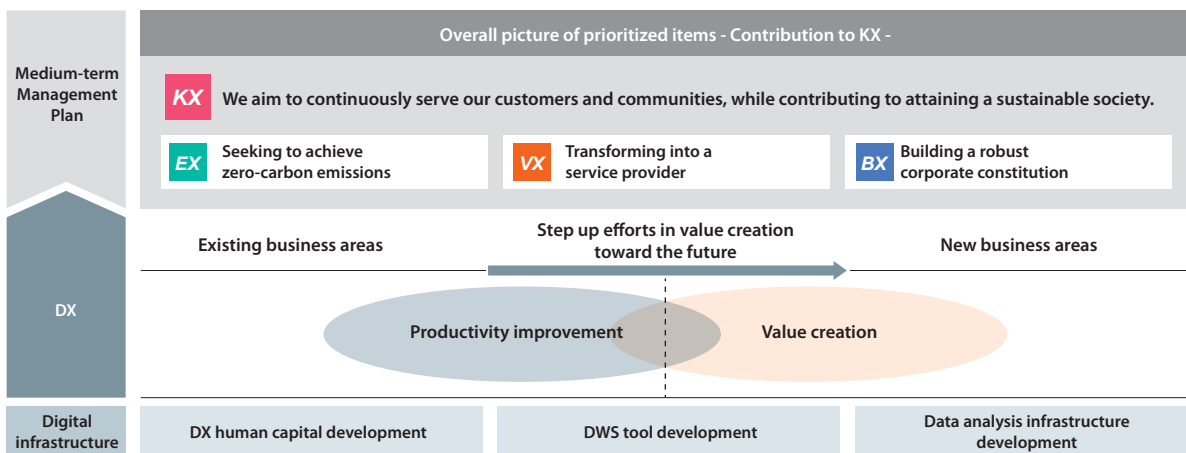 Overall picture of prioritized items - Contribution to KX -
Medium-term
Management
Plan
KX
We aim to continuously serve our customers and communities, while contributing to attaining a sustainable society.
EX
Seeking to achieve
zero-carbon emissions
VX
Transforming into a
service provider
BX
Building a robust
corporate constitution
DX
Existing business areas
Step up efforts in value creation
toward the future
New business areas
Productivity improvement
Value creation
Digital
infrastructure
DX human capital development
DWS tool development
Data analysis infrastructure
development